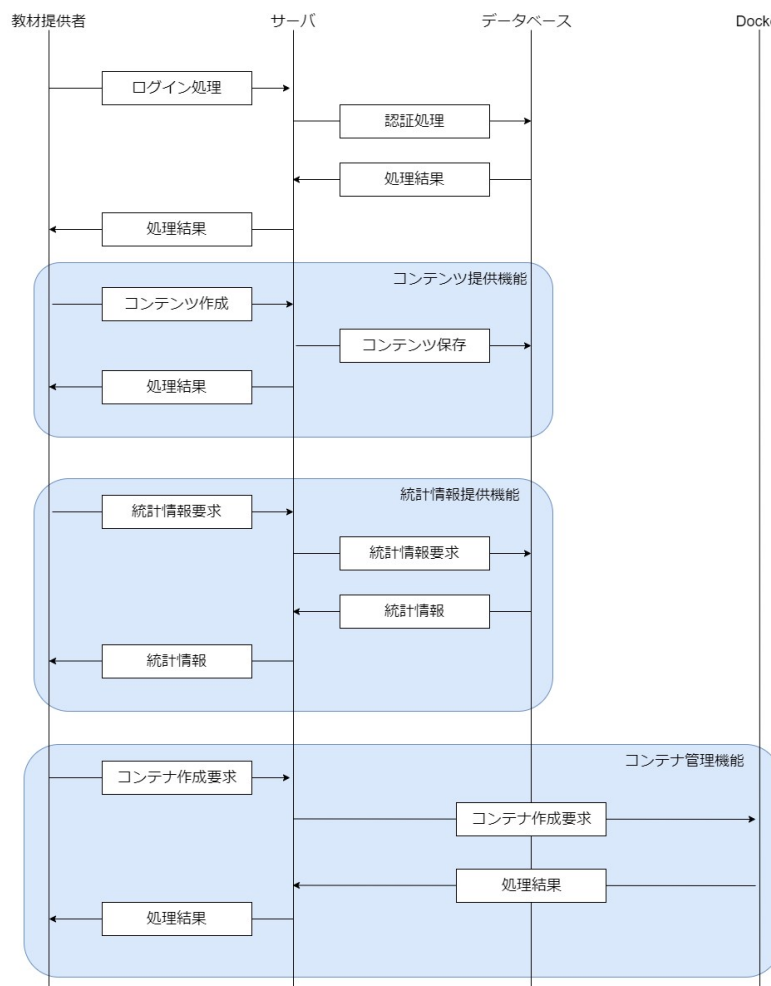 教材提供者
サーバ
データベース
Docke
ログイン処理
認証処理
処理結果
処理結果
コンテンツ提供機能
コンテンツ作成
コンテンツ保存
処理結果
統計情報提供機能
統計情報要求
統計情報要求
統計情報
統計情報
コンテナ管理機能
コンテナ作成要求
コンテナ作成要求
処理結果
処理結果